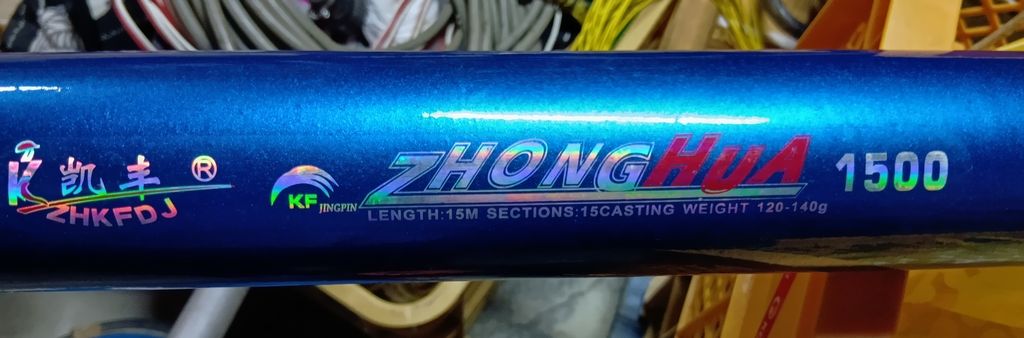 凯丰®
ZHKFDJ
KF JINGPIN
ZHONGHUA 1500
LENGTH:15M SECTIONS:15CASTING WEIGHT 120-140g